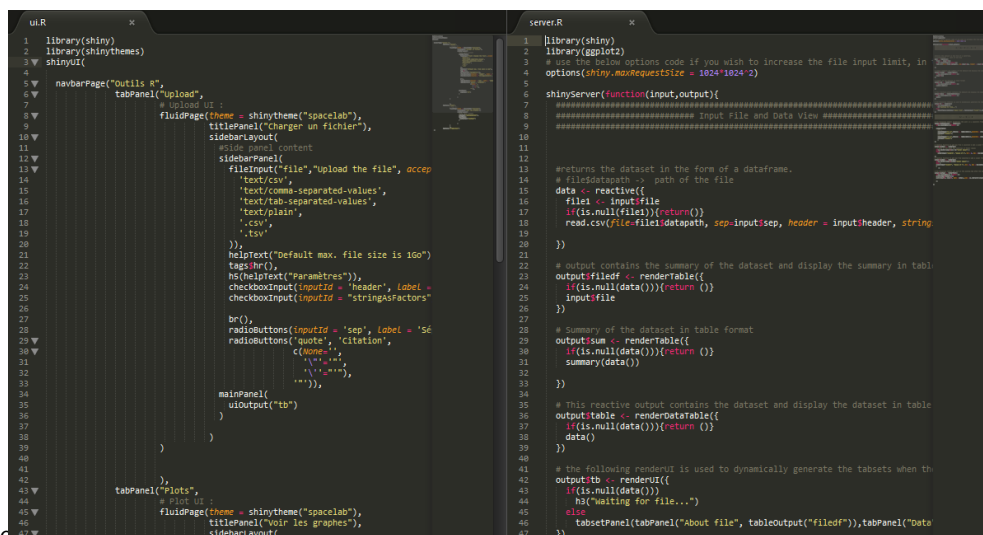 ui.R ×
1 library(shiny)
2 library(shinythemes)
3 shinyUI(
4
5 navbarPage("Outils R",
6 tabPanel("Upload",
7 # Upload UI :
8 fluidPage(theme = shinytheme("spacelab"),
9 titlePanel("Charger un fichier"),
10 sidebarLayout(
11 #Side panel content
12 sidebarPanel(
13 fileInput("file","Upload the file", accep
14 'text/csv',
15 'text/comma-separated-values',
16 'text/tab-separated-values',
17 'text/plain',
18 '.csv',
19 '.tsv'
20 )),
21 helpText("Default max. file size is 1Go")
22 tags$hr(),
23 h5(helpText("Paramètres")),
24 checkboxInput(inputId = 'header', label =
25 checkboxInput(inputId = "stringAsFactors"
26
27 br(),
28 radioButtons(inputId = 'sep', label = 'Sé
29 radioButtons('quote', 'Citation',
30 c(None='',
31 '\"'='"',
32 '\''="'"),
33 '"')),
34 mainPanel(
35 uiOutput("tb")
36 )
37
38 )
39 )
40
41
42 ),
43 tabPanel("Plots",
44 # Plot UI :
45 fluidPage(theme = shinytheme("spacelab"),
46 titlePanel("Voir les graphes"),
47 sidebarLayout(
server.R ×
1 library(shiny)
2 library(ggplot2)
3 # use the below options code if you wish to increase the file input limit, in
4 options(shiny.maxRequestSize = 1024*1024^2)
5
6 shinyServer(function(input,output){
7 ################################################################################
8 ############################ Input File and Data View ######################
9 ################################################################################
10
11
12
13 #returns the dataset in the form of a dataframe.
14 # file$datapath -> path of the file
15 data <- reactive({
16 file1 <- input$file
17 if(is.null(file1)){return()}
18 read.csv(file=file1$datapath, sep=input$sep, header = input$header, string
19
20 })
21
22 # output contains the summary of the dataset and display the summary in tabl
23 output$filedf <- renderTable({
24 if(is.null(data())){return ()}
25 input$file
26 })
27
28 # Summary of the dataset in table format
29 output$sum <- renderTable({
30 if(is.null(data())){return ()}
31 summary(data())
32
33 })
34
35 # This reactive output contains the dataset and display the dataset in table
36 output$table <- renderDataTable({
37 if(is.null(data())){return ()}
38 data()
39 })
40
41 # the following renderUI is used to dynamically generate the tabsets when th
42 output$tb <- renderUI({
43 if(is.null(data()))
44 h3("Waiting for file...")
45 else
46 tabsetPanel(tabPanel("About file", tableOutput("filedf")),tabPanel("Data"
47 })